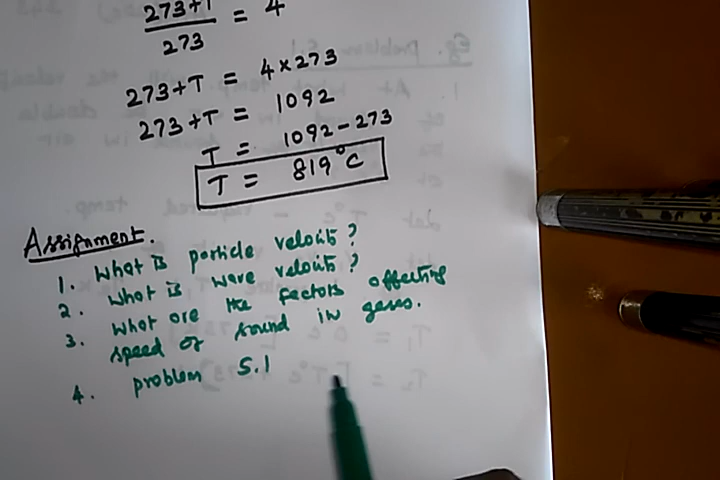 273+T / 273 = 4
273+T = 4×273
273+T = 1092
T = 1092-273
T = 819°C
Assignment.
1. What is particle velocity?
2. What is wave velocity?
3. What are the factors affecting
speed of sound in gases.
4. problem 5.1